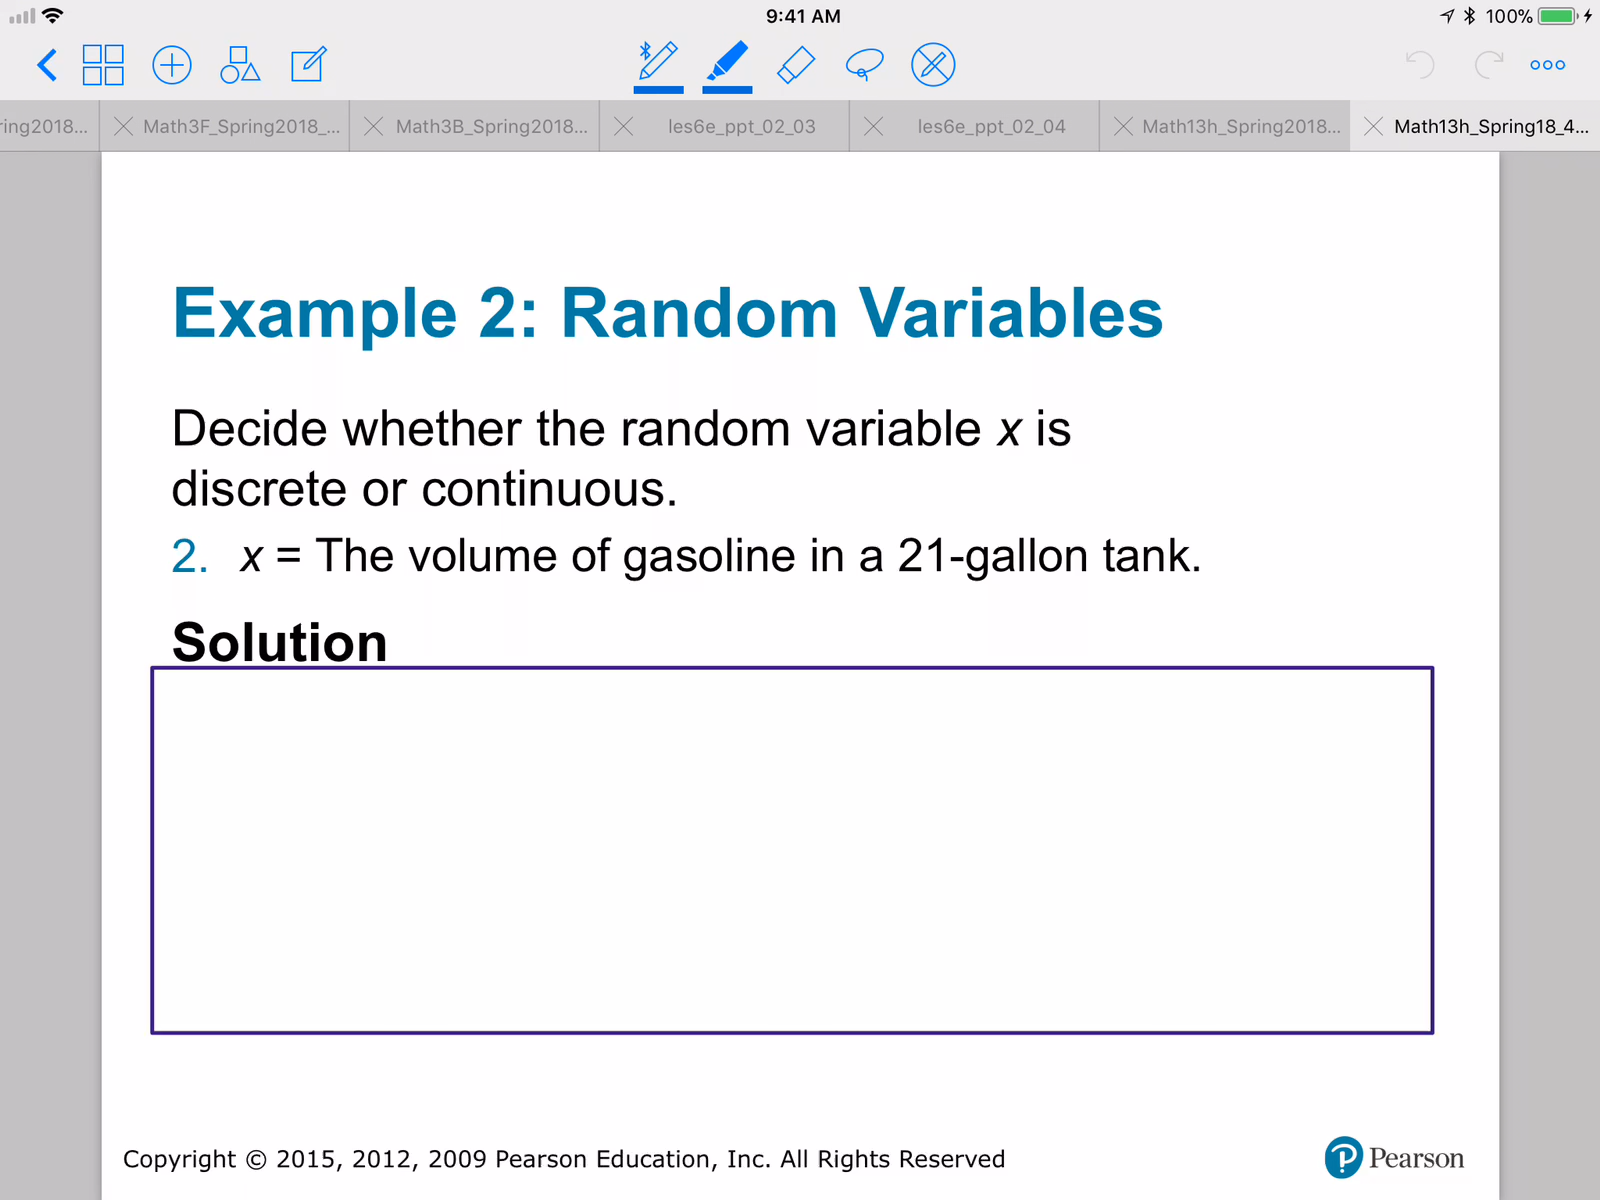 9:41 AM
100%
ring2018...
Math3F_Spring2018_...
Math3B_Spring2018...
les6e_ppt_02_03
les6e_ppt_02_04
Math13h_Spring2018...
Math13h_Spring18_4...
Example 2: Random Variables
Decide whether the random variable x is
discrete or continuous.
2. x = The volume of gasoline in a 21-gallon tank.
Solution
Copyright © 2015, 2012, 2009 Pearson Education, Inc. All Rights Reserved
Pearson